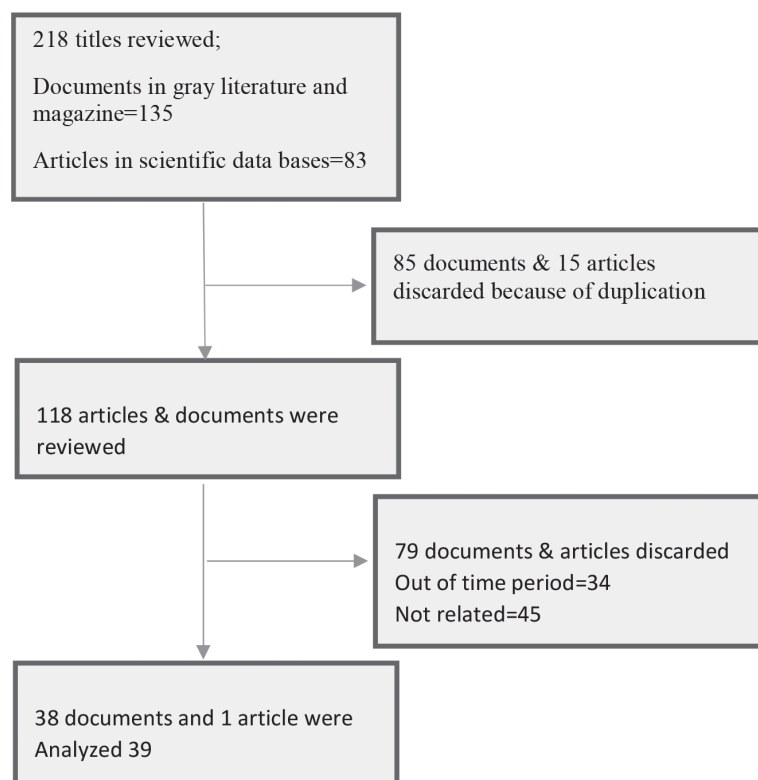 218 titles reviewed;
Documents in gray literature and
magazine=135
Articles in scientific data bases=83
85 documents & 15 articles
discarded because of duplication
118 articles & documents were
reviewed
79 documents & articles discarded
Out of time period=34
Not related=45
38 documents and 1 article were
Analyzed 39